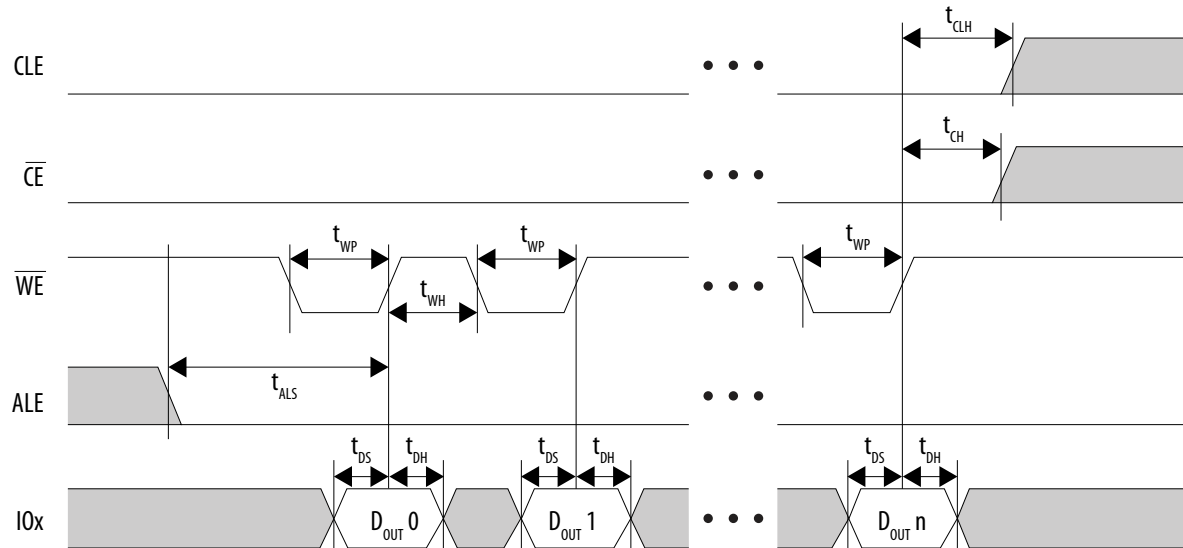 tCLH
CLE
tCH
CE
tWP
tWP
tWP
WE
tWH
tALS
ALE
tDS
tDH
tDS
tDH
tDS
tDH
IOx
DOUT 0
DOUT 1
DOUT n